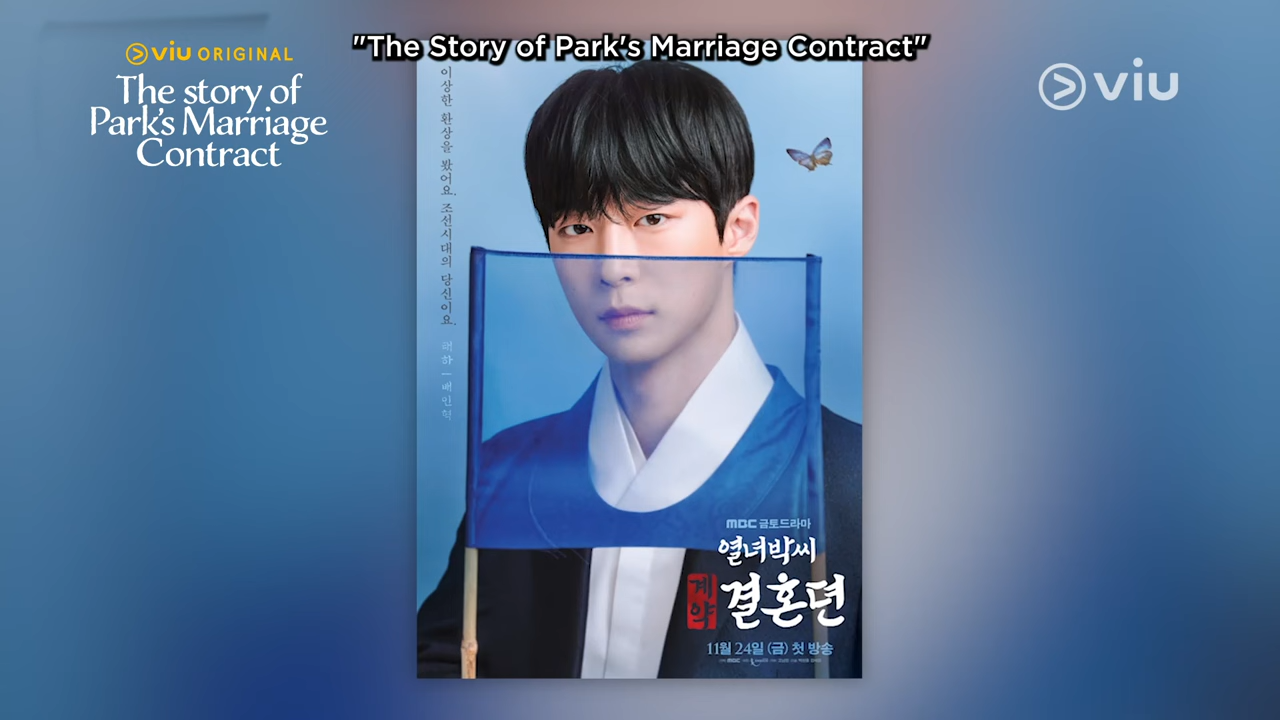 "The Story of Park's Marriage Contract"
viu ORIGINAL
The story of
Park's Marriage
Contract
viu
이상한 환상을 봤어요. 조선시대의 당신이요.
태하 – 배인혁
MBC 금토드라마
열녀박씨
계약
결혼뎐
11월 24일 (금) 첫 방송